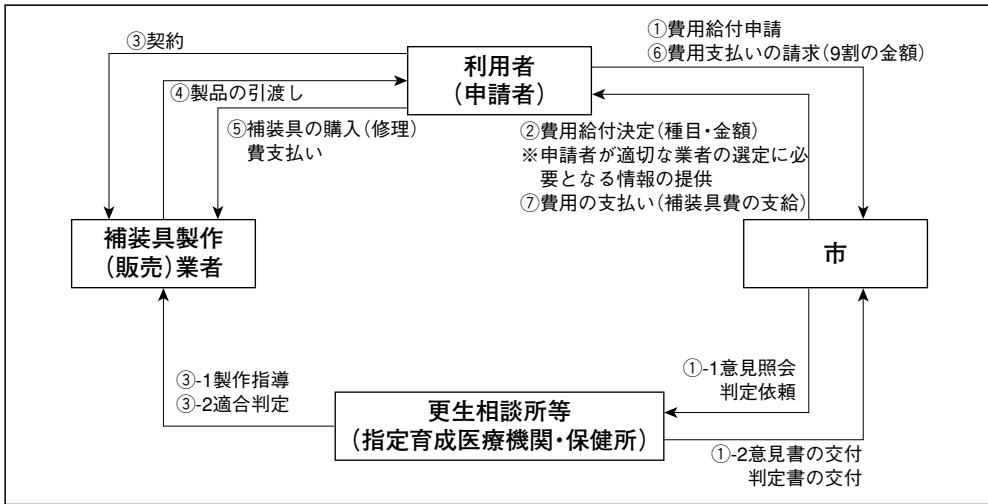 ③契約
①費用給付申請
⑥費用支払いの請求(9割の金額)
利用者
(申請者)
④製品の引渡し
⑤補装具の購入(修理)
費支払い
②費用給付決定(種目・金額)
※申請者が適切な業者の選定に必
要となる情報の提供
⑦費用の支払い(補装具費の支給)
補装具製作
(販売)業者
市
③-1製作指導
③-2適合判定
①-1意見照会
判定依頼
更生相談所等
(指定育成医療機関・保健所)
①-2意見書の交付
判定書の交付